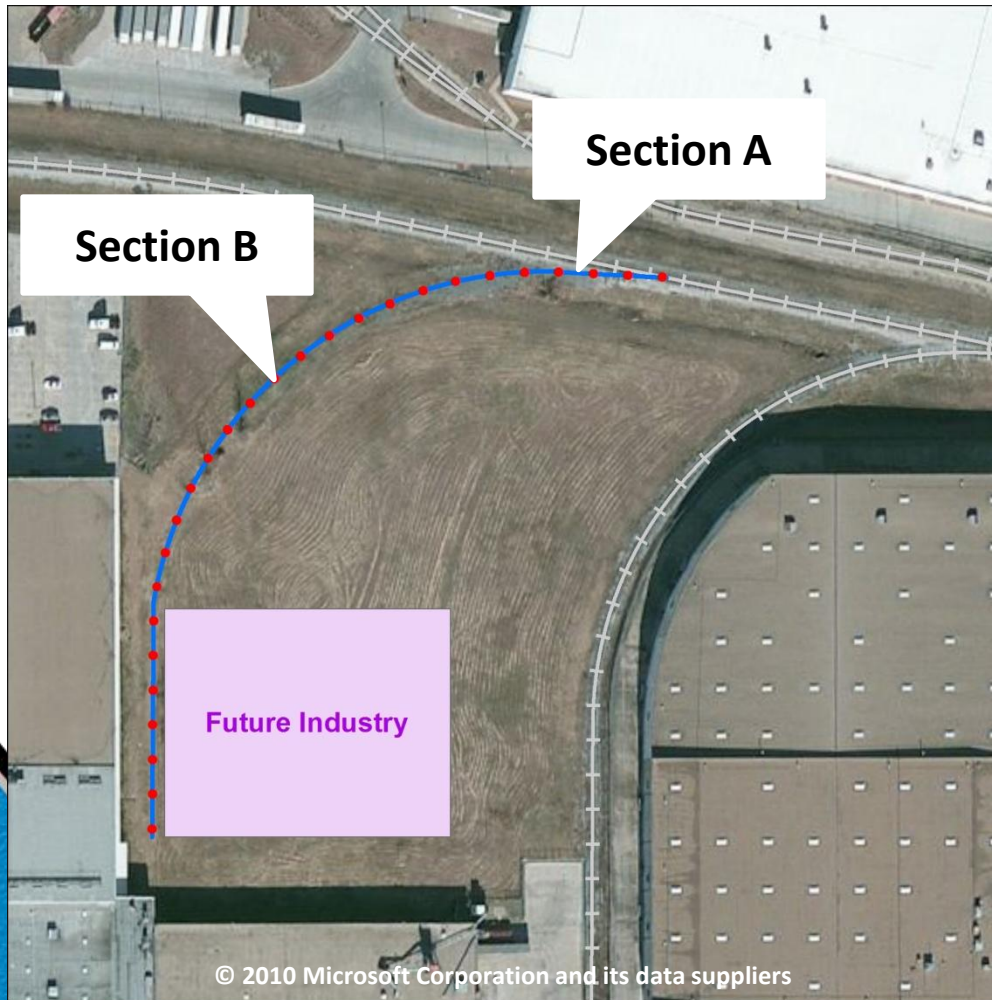 Section A
Section B
Future Industry
© 2010 Microsoft Corporation and its data suppliers